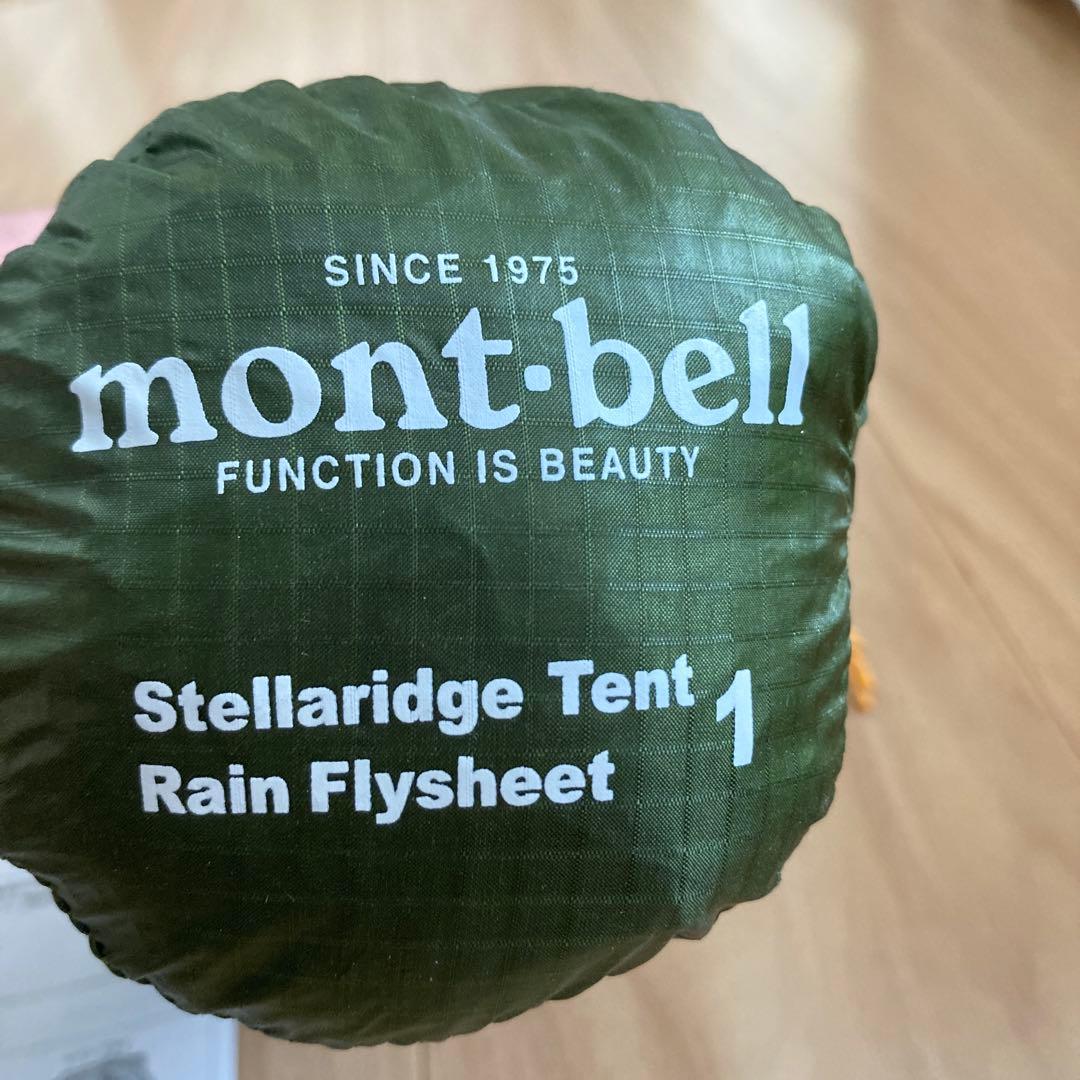 SINCE 1975
mont·bell
FUNCTION IS BEAUTY
Stellaridge Tent 1
Rain Flysheet